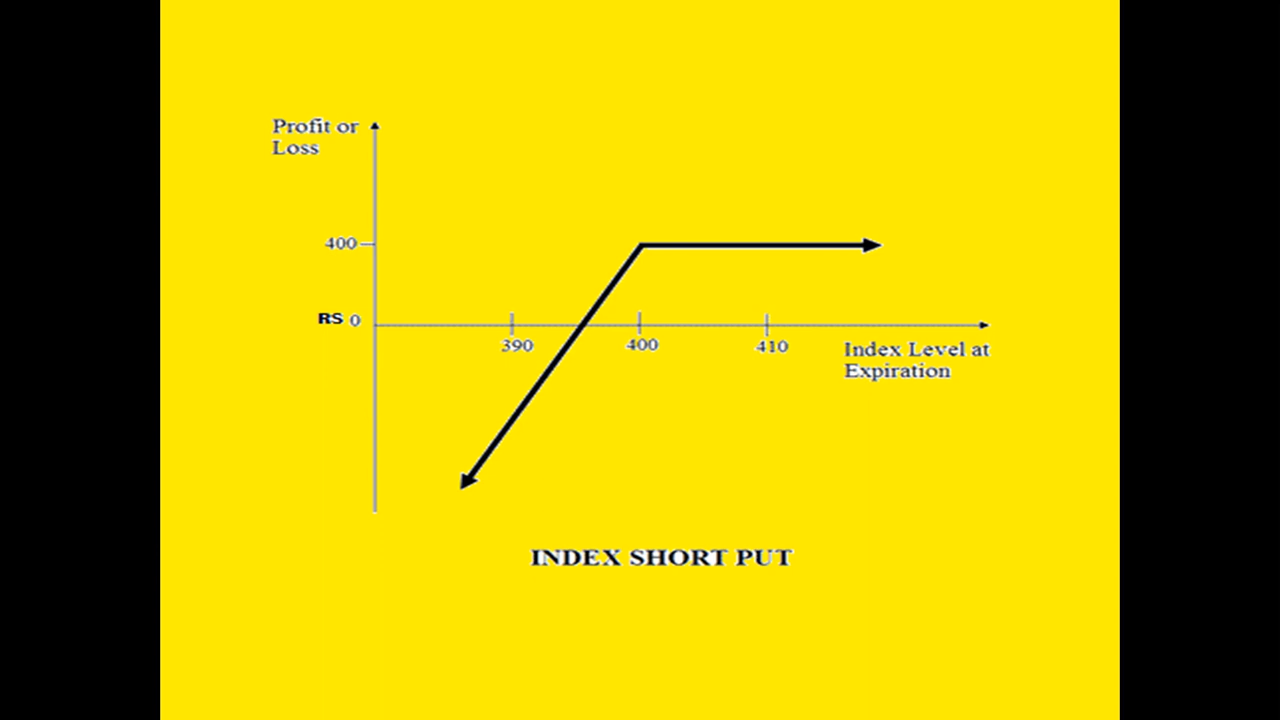 Profit or
Loss
400
RS 0
390
400
410
Index Level at
Expiration
INDEX SHORT PUT